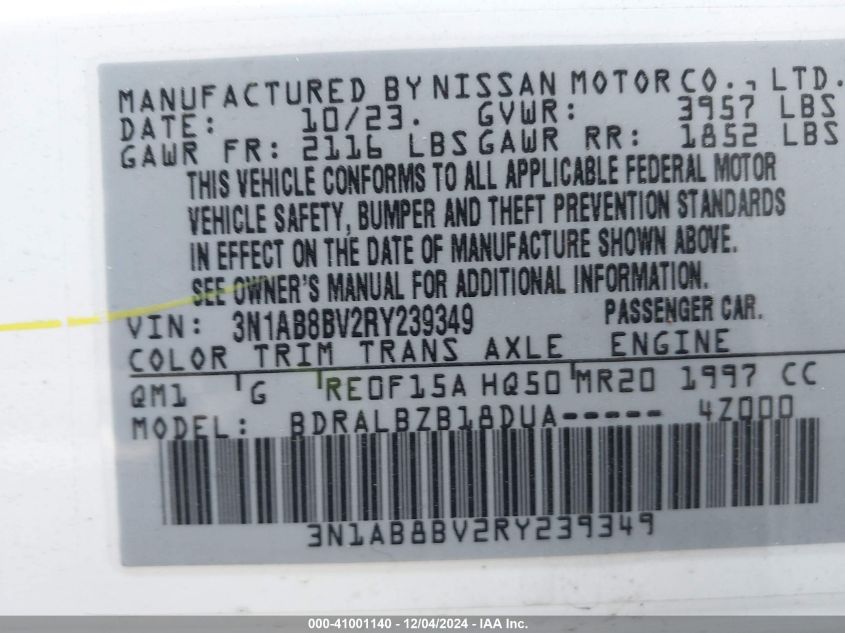 MANUFACTURED BY NISSAN MOTOR CO., LTD.
DATE: 10/23. GVWR: 3957 LBS
GAWR FR: 2116 LBS GAWR RR: 1852 LBS
THIS VEHICLE CONFORMS TO ALL APPLICABLE FEDERAL MOTOR
VEHICLE SAFETY, BUMPER AND THEFT PREVENTION STANDARDS
IN EFFECT ON THE DATE OF MANUFACTURE SHOWN ABOVE.
SEE OWNER'S MANUAL FOR ADDITIONAL INFORMATION.
VIN: 3N1AB8BV2RY239349 PASSENGER CAR.
COLOR TRIM TRANS AXLE ENGINE
QM1 G RE0F15A HQ50 MR20 1997 CC
MODEL: BDRALBZB18DUA----- 4Z000
3N1AB8BV2RY239349
000-41001140 - 12/04/2024 - IAA Inc.